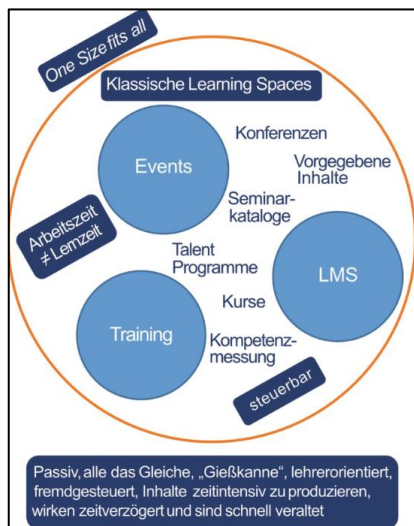 One Size fits all
Klassische Learning Spaces
Konferenzen
Events
Vorgegebene
Inhalte
Seminar-
kataloge
Arbeitszeit
≠ Lernzeit
Talent
Programme
LMS
Kurse
Training
Kompetenz-
messung
steuerbar
Passiv, alle das Gleiche, „Gießkanne“, lehrerorientiert,
fremdgesteuert, Inhalte zeitintensiv zu produzieren,
wirken zeitverzögert und sind schnell veraltet